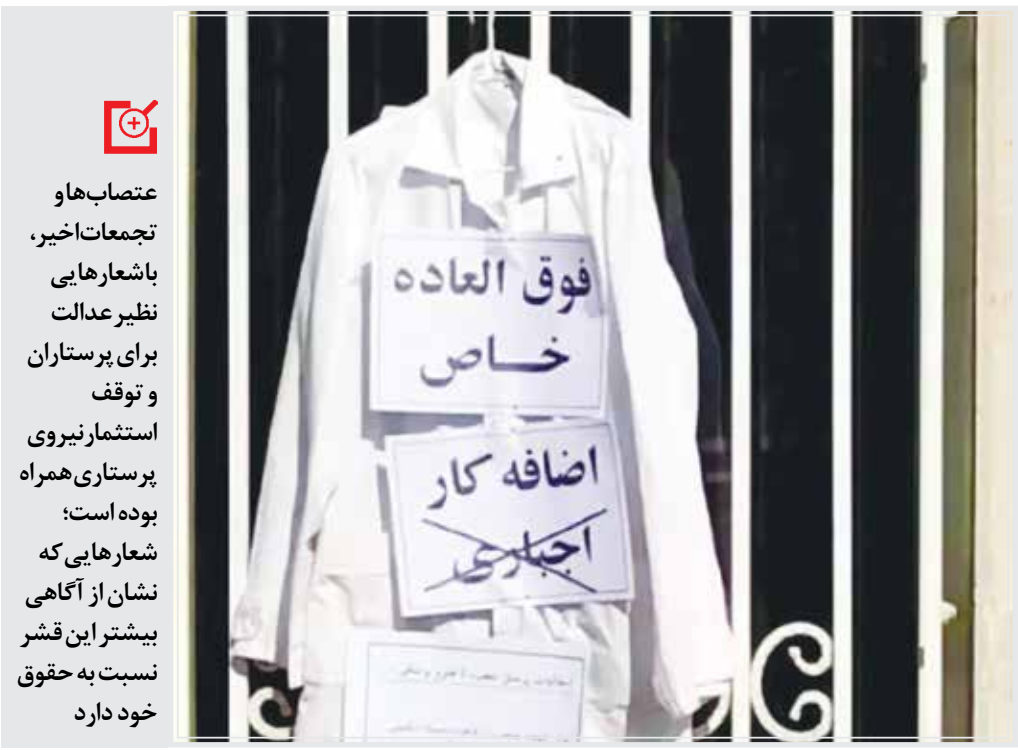 عتصاب‌ها و
تجمعات اخیر،
با شعارهایی
نظیر عدالت
برای پرستاران
و توقف
استثمار نیروی
پرستاری همراه
بوده است؛
شعارهایی که
نشان از آگاهی
بیشتر این قشر
نسبت به حقوق
خود دارد
فوق العاده
خـــاص
اضافه کار
اجباری